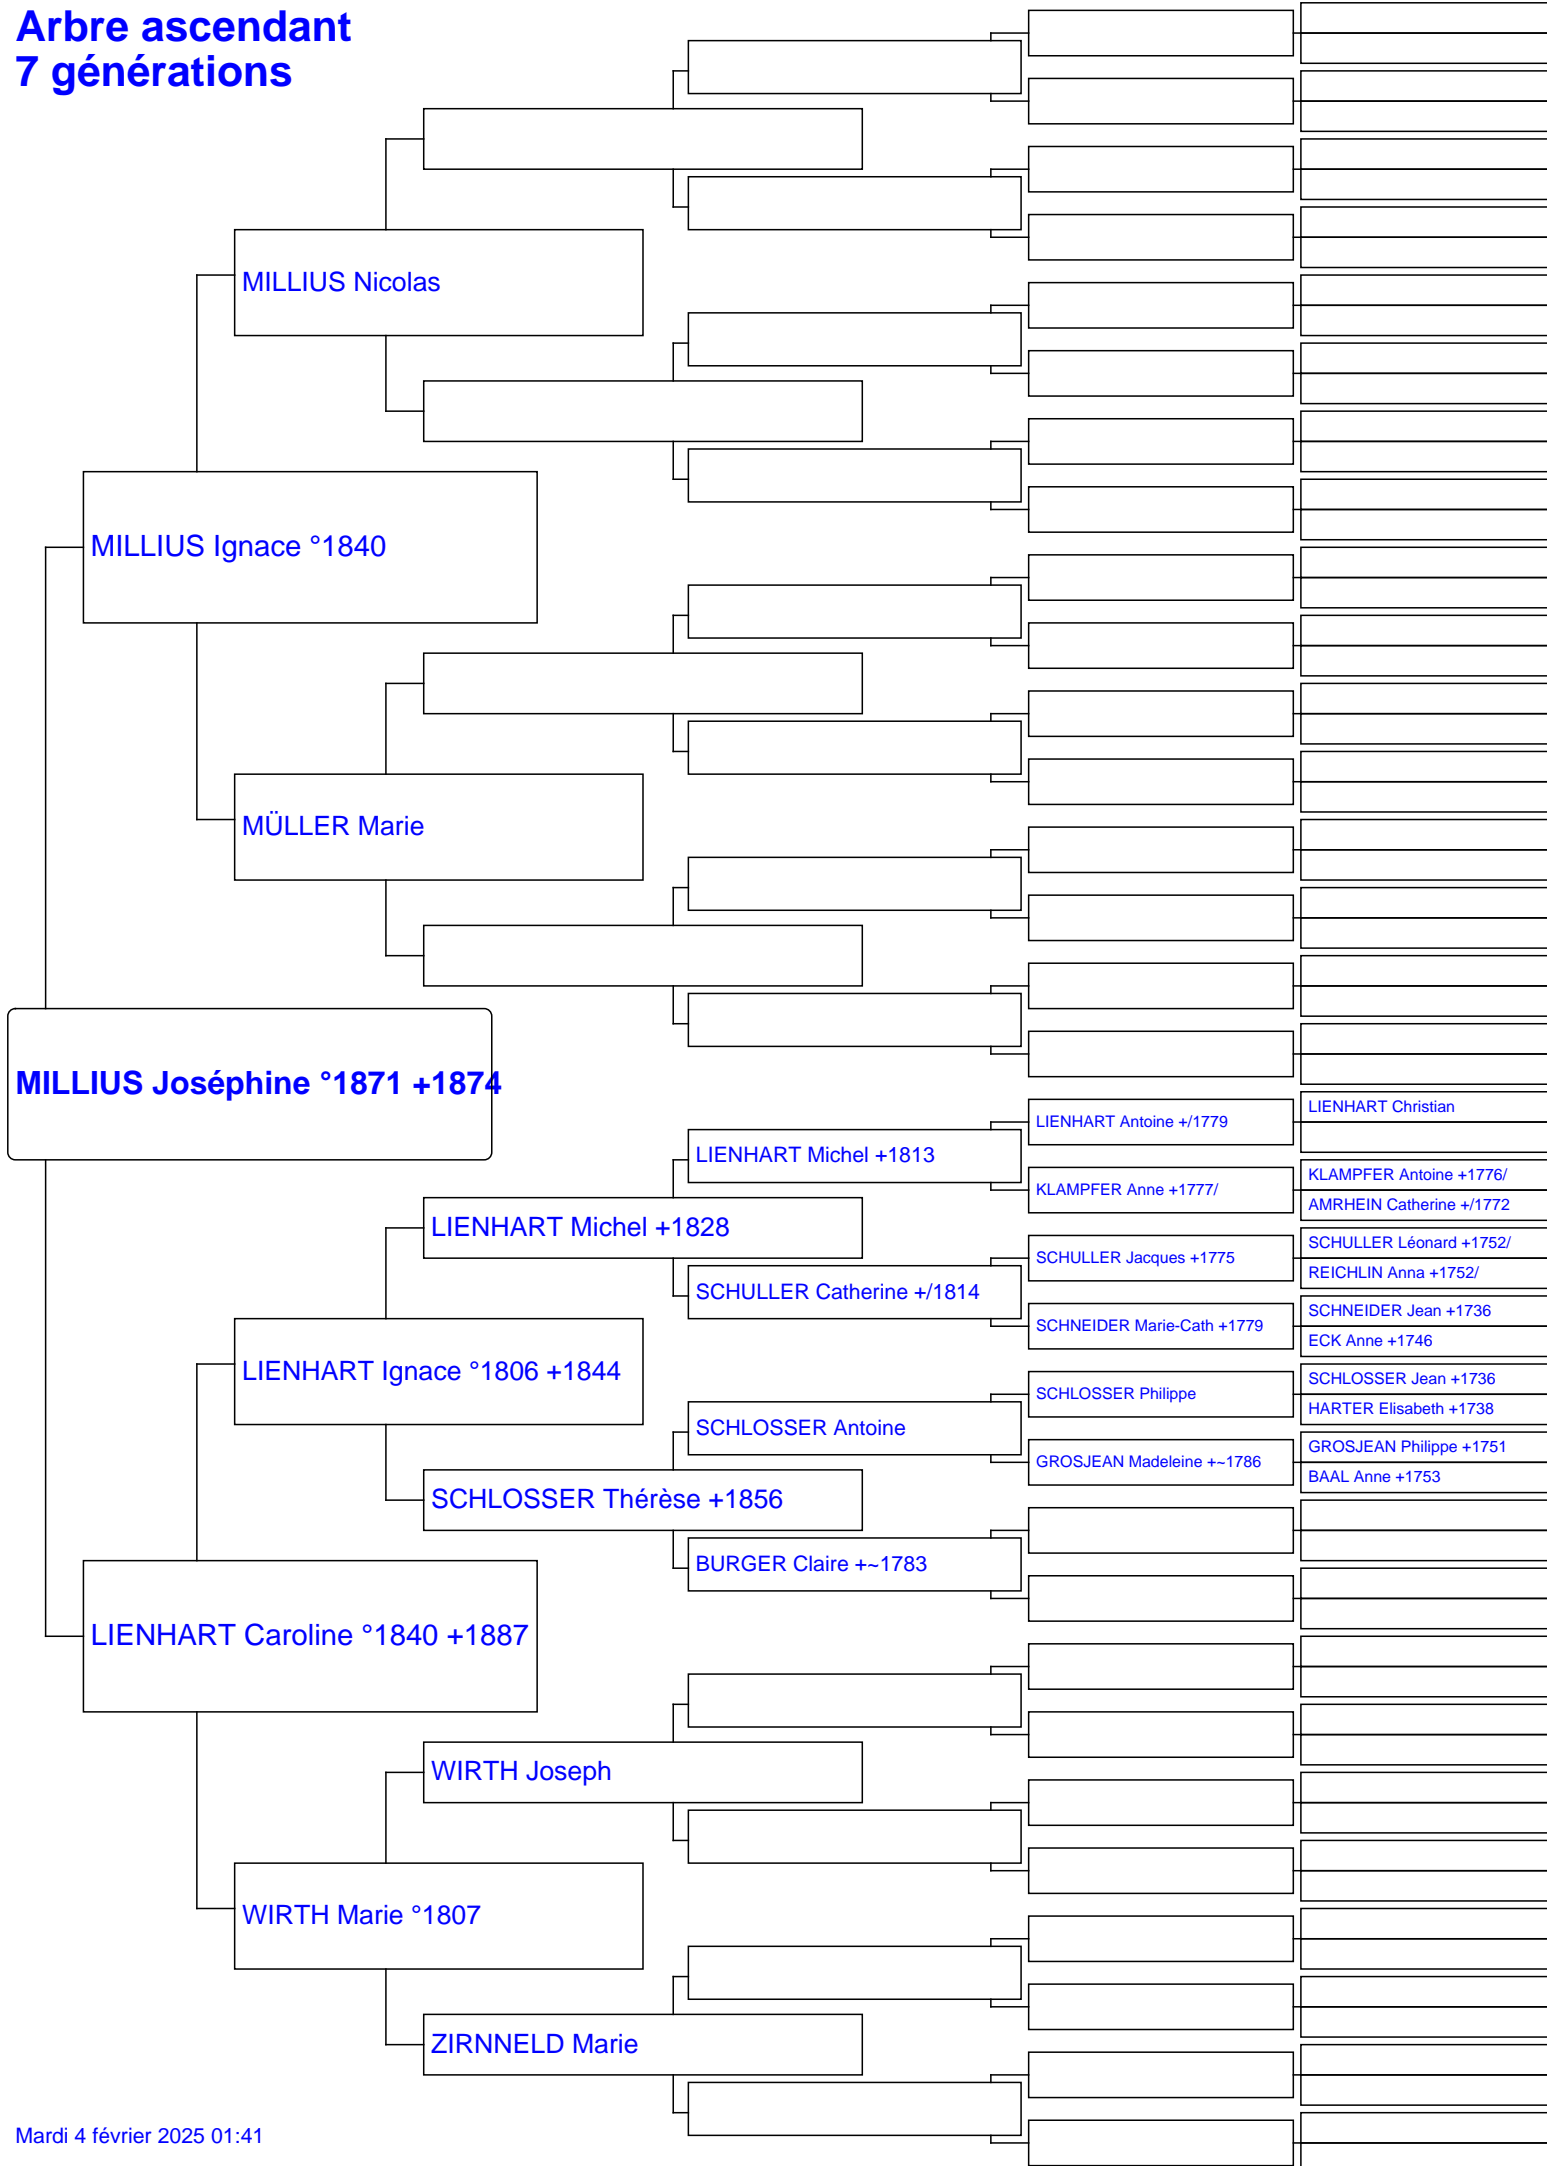 Arbre ascendant
7 générations
MILLIUS Nicolas
MILLIUS Ignace °1840
MÜLLER Marie
MILLIUS Joséphine °1871 +1874
LIENHART Christian
LIENHART Antoine +/1779
LIENHART Michel +1813
KLAMPFER Antoine +1776/
KLAMPFER Anne +1777/
AMRHEIN Catherine +/1772
LIENHART Michel +1828
SCHULLER Léonard +1752/
SCHULLER Jacques +1775
REICHLIN Anna +1752/
SCHULLER Catherine +/1814
SCHNEIDER Jean +1736
SCHNEIDER Marie-Cath +1779
ECK Anne +1746
LIENHART Ignace °1806 +1844
SCHLOSSER Jean +1736
SCHLOSSER Philippe
HARTER Elisabeth +1738
SCHLOSSER Antoine
GROSJEAN Philippe +1751
GROSJEAN Madeleine +~1786
BAAL Anne +1753
SCHLOSSER Thérèse +1856
BURGER Claire +~1783
LIENHART Caroline °1840 +1887
WIRTH Joseph
WIRTH Marie °1807
ZIRNNELD Marie
Mardi 4 février 2025 01:41